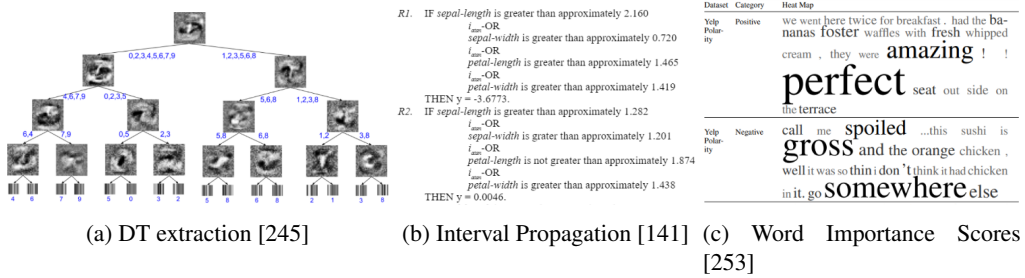 0,2,3,4,5,6,7,9 1,2,3,5,6,8
4,6,7,9 0,2,3,5 5,6,8 1,2,3,8
6,4 7,9 0,5 2,3 5,8 6,8 1,2 3,8
4 6 7 9 5 0 3 2 5 8 6 8 2 1 3 8
(a) DT extraction [245]
R1. IF sepal-length is greater than approximately 2.160
i_aun-OR
sepal-width is greater than approximately 0.720
i_aun-OR
petal-length is greater than approximately 1.465
i_aun-OR
petal-width is greater than approximately 1.419
THEN y = -3.6773.
R2. IF sepal-length is greater than approximately 1.282
i_aun-OR
sepal-width is greater than approximately 1.201
i_aun-OR
petal-length is not greater than approximately 1.874
i_aun-OR
petal-width is greater than approximately 1.438
THEN y = 0.0046.
(b) Interval Propagation [141]
Dataset Category Heat Map
Yelp Positive we went here twice for breakfast . had the ba-
Polar- nanas foster waffles with fresh whipped
ity cream , they were amazing ! !
perfect seat out side on
the terrace
Yelp Negative call me spoiled ...this sushi is
Polar- gross and the orange chicken ,
ity well it was so thin i don 't think it had chicken
in it. go somewhere else
(c) Word Importance Scores
[253]